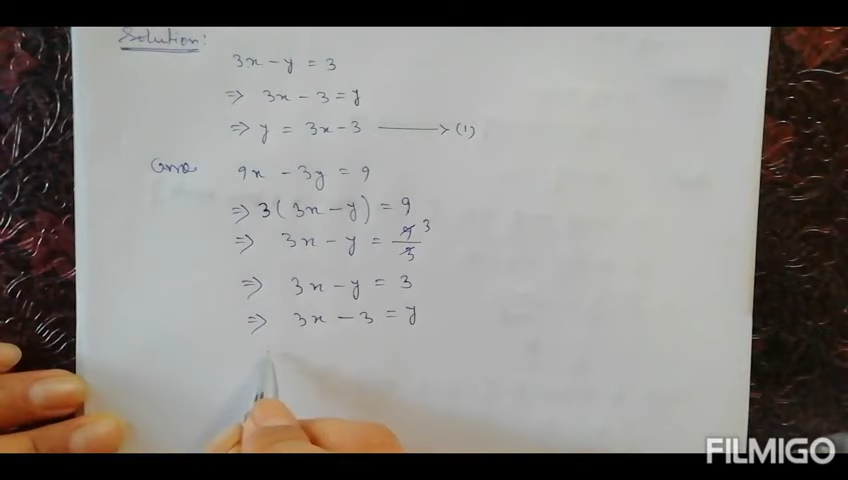 Solution:
3x - y = 3
⇒ 3x - 3 = y
⇒ y = 3x - 3 ———> (1)
9x - 3y = 9
⇒ 3(3x - y) = 9
⇒ 3x - y = 9/3 3
⇒ 3x - y = 3
⇒ 3x - 3 = y
FILMIGO